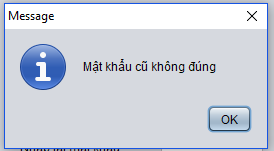 Message
Mật khẩu cũ không đúng
OK